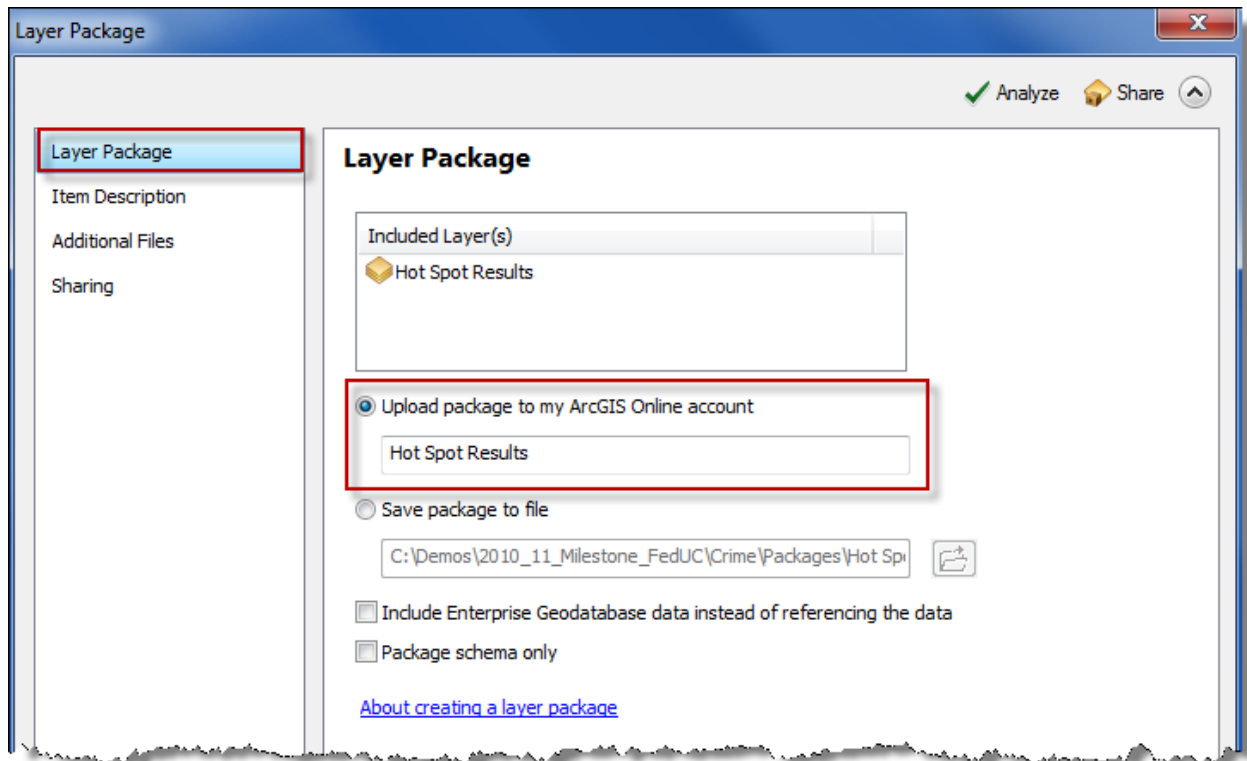 Layer Package
Analyze Share
Layer Package
Item Description
Additional Files
Sharing
Layer Package
Included Layer(s)
Hot Spot Results
Upload package to my ArcGIS Online account
Hot Spot Results
Save package to file
C:\Demos\2010_11_Milestone_FedUC\Crime\Packages\Hot Sp
Include Enterprise Geodatabase data instead of referencing the data
Package schema only
About creating a layer package